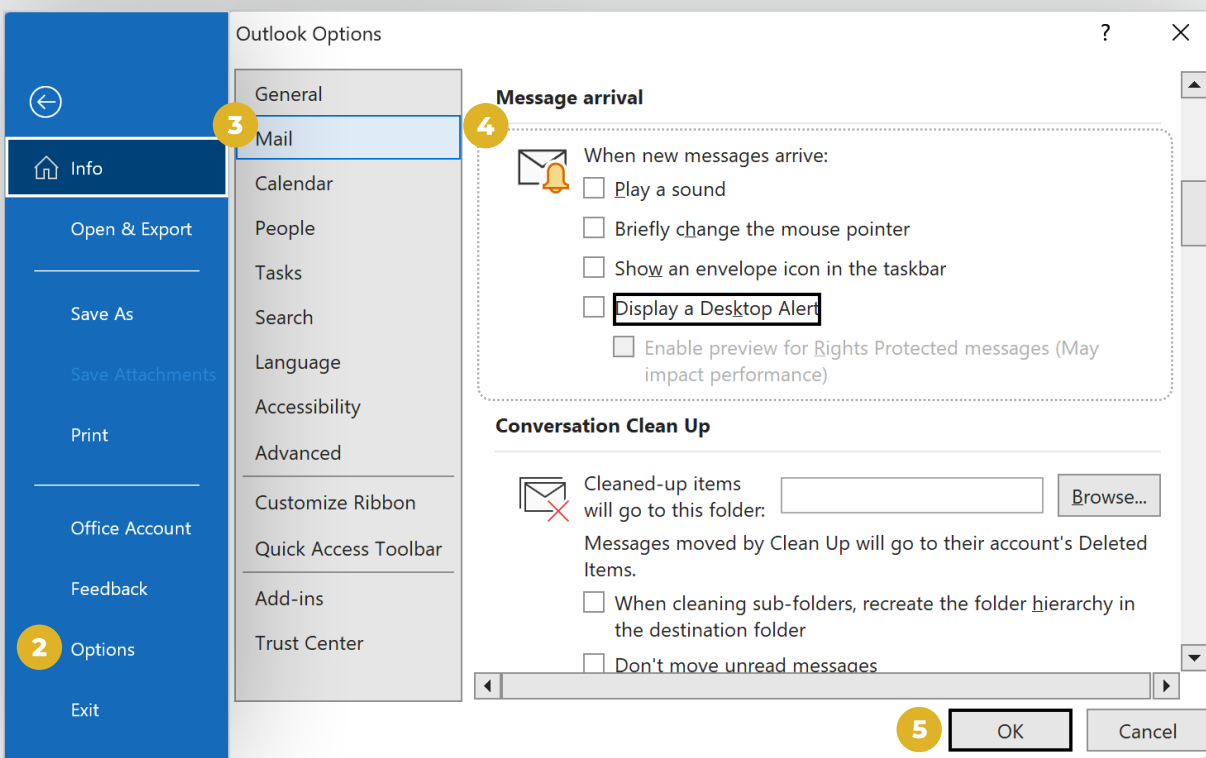 Outlook Options
?
Info
Open & Export
Save As
Save Attachments
Print
Office Account
Feedback
2
Options
Exit
General
3
Mail
Calendar
People
Tasks
Search
Language
Accessibility
Advanced
Customize Ribbon
Quick Access Toolbar
Add-ins
Trust Center
Message arrival
4
When new messages arrive:
Play a sound
Briefly change the mouse pointer
Show an envelope icon in the taskbar
Display a Desktop Alert
Enable preview for Rights Protected messages (May
impact performance)
Conversation Clean Up
Cleaned-up items
will go to this folder:
Browse...
Messages moved by Clean Up will go to their account's Deleted
Items.
When cleaning sub-folders, recreate the folder hierarchy in
the destination folder
Don't move unread messages
5
OK
Cancel